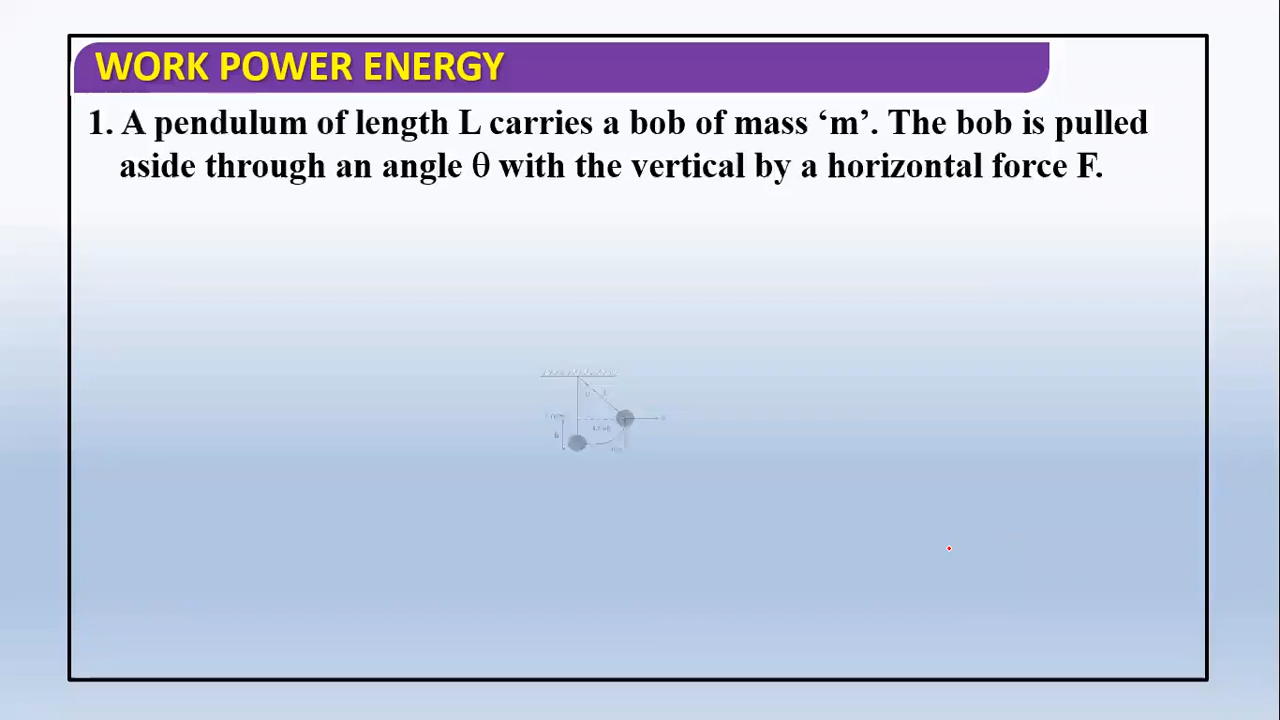 WORK POWER ENERGY
1. A pendulum of length L carries a bob of mass ‘m’. The bob is pulled
aside through an angle θ with the vertical by a horizontal force F.